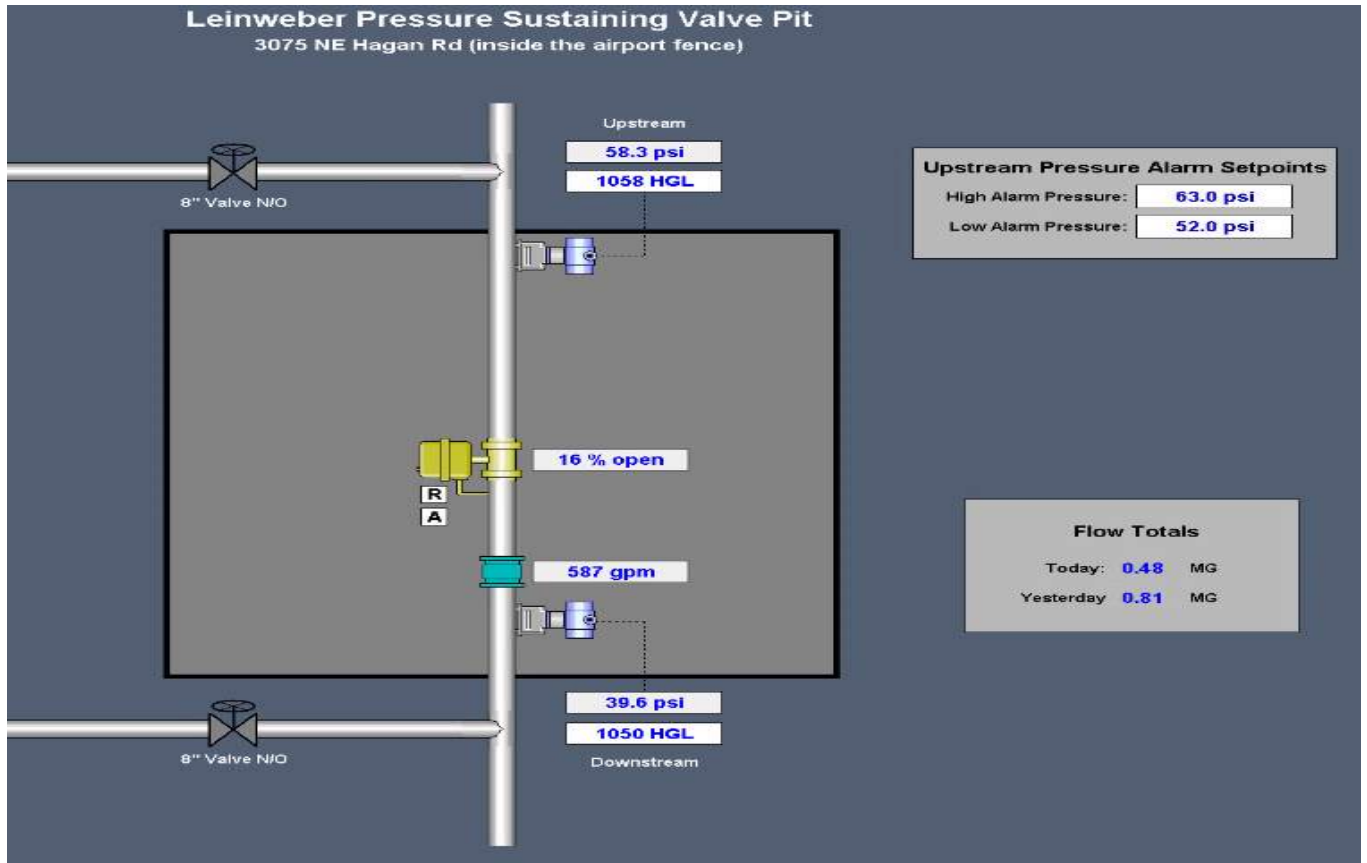 Leinweber Pressure Sustaining Valve Pit
3075 NE Hagan Rd (inside the airport fence)
Upstream
58.3 psi
1058 HGL
8" Valve N/O
Upstream Pressure Alarm Setpoints
High Alarm Pressure: 63.0 psi
Low Alarm Pressure: 52.0 psi
16 % open
R
A
587 gpm
Flow Totals
Today: 0.48 MG
Yesterday 0.81 MG
39.6 psi
1050 HGL
8" Valve N/O
Downstream